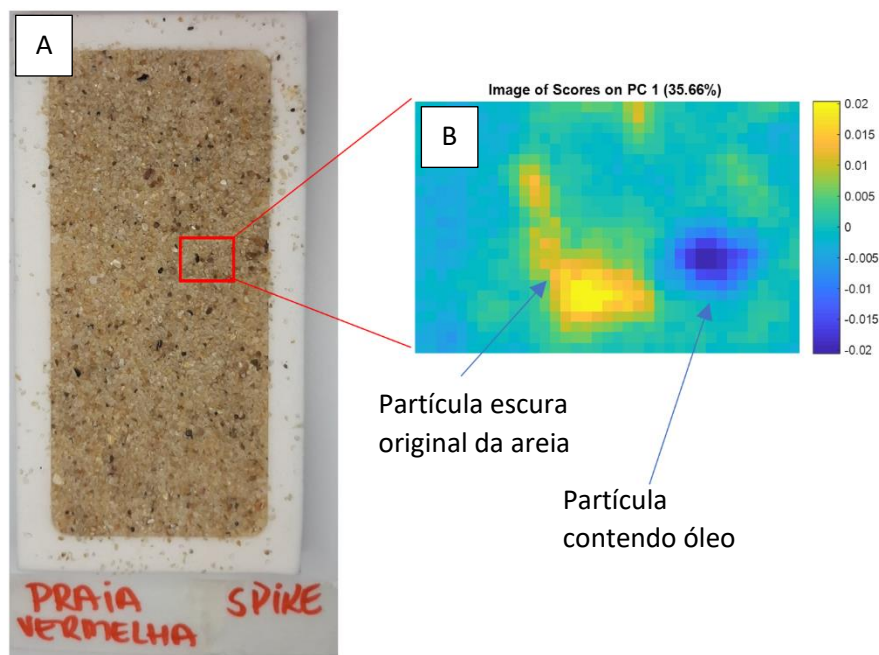 A
Image of Scores on PC 1 (35.66%)
B
0.02
0.015
0.01
0.005
0
-0.005
-0.01
-0.015
-0.02
Partícula escura
original da areia
Partícula
contendo óleo
PRAIA SPIKE
VERMELHA